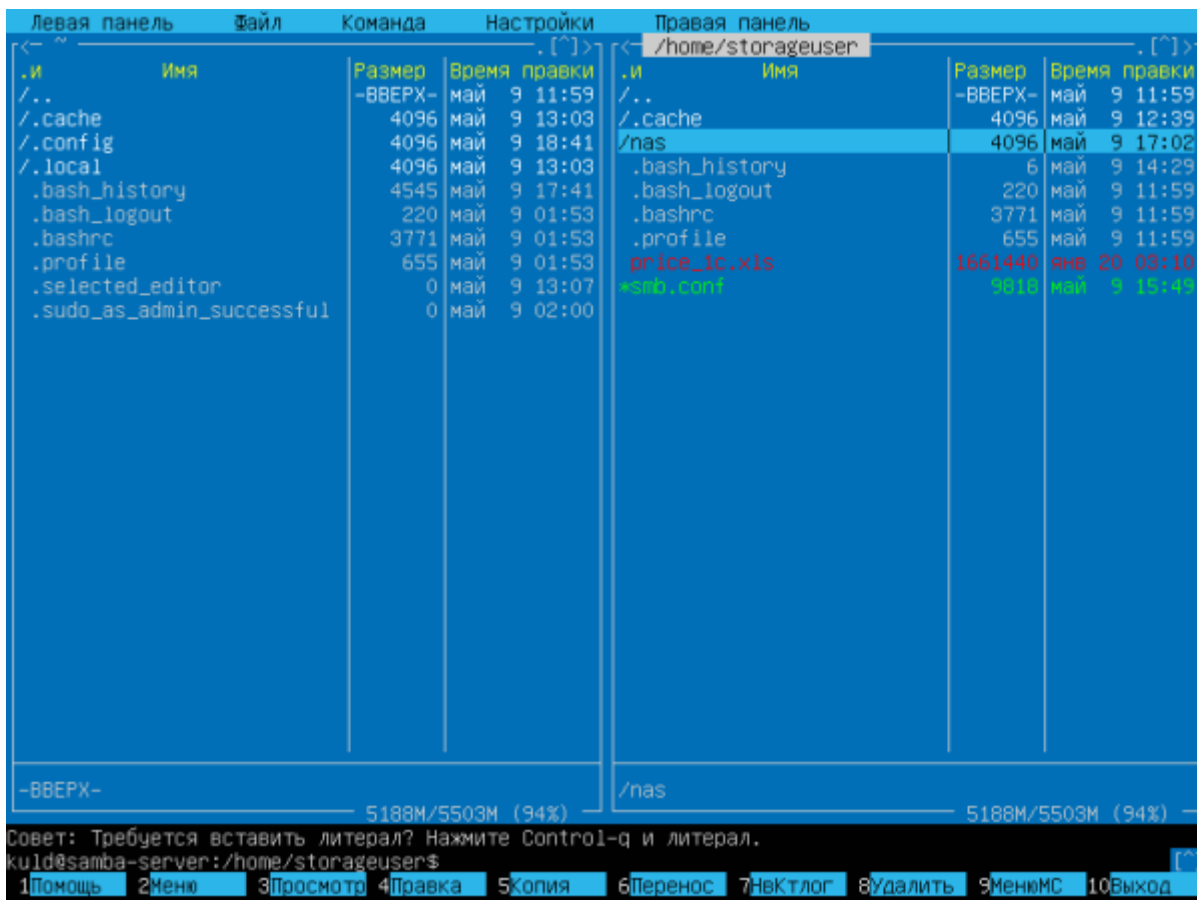 Левая панель Файл Команда Настройки Правая панель
<— ~ .[^]> <— /home/storageuser .[^]>
.и Имя Размер Время правки .и Имя Размер Время правки
/.. -ВВЕРХ- май 9 11:59 /.. -ВВЕРХ- май 9 11:59
/.cache 4096 май 9 13:03 /.cache 4096 май 9 12:39
/.config 4096 май 9 18:41 /nas 4096 май 9 17:02
/.local 4096 май 9 13:03 .bash_history 6 май 9 14:29
.bash_history 4545 май 9 17:41 .bash_logout 220 май 9 11:59
.bash_logout 220 май 9 01:53 .bashrc 3771 май 9 11:59
.bashrc 3771 май 9 01:53 .profile 655 май 9 11:59
.profile 655 май 9 01:53 price_1c.xls 1661440 янв 20 03:10
.selected_editor 0 май 9 13:07 *smb.conf 9818 май 9 15:49
.sudo_as_admin_successful 0 май 9 02:00
-ВВЕРХ- /nas
5188M/5503M (94%) 5188M/5503M (94%)
Совет: Требуется вставить литерал? Нажмите Control-q и литерал.
kuld@samba-server:/home/storageuser$ [^]
1Помощь 2Меню 3Просмотр 4Правка 5Копия 6Перенос 7НвКтлог 8Удалить 9МенюMC 10Выход